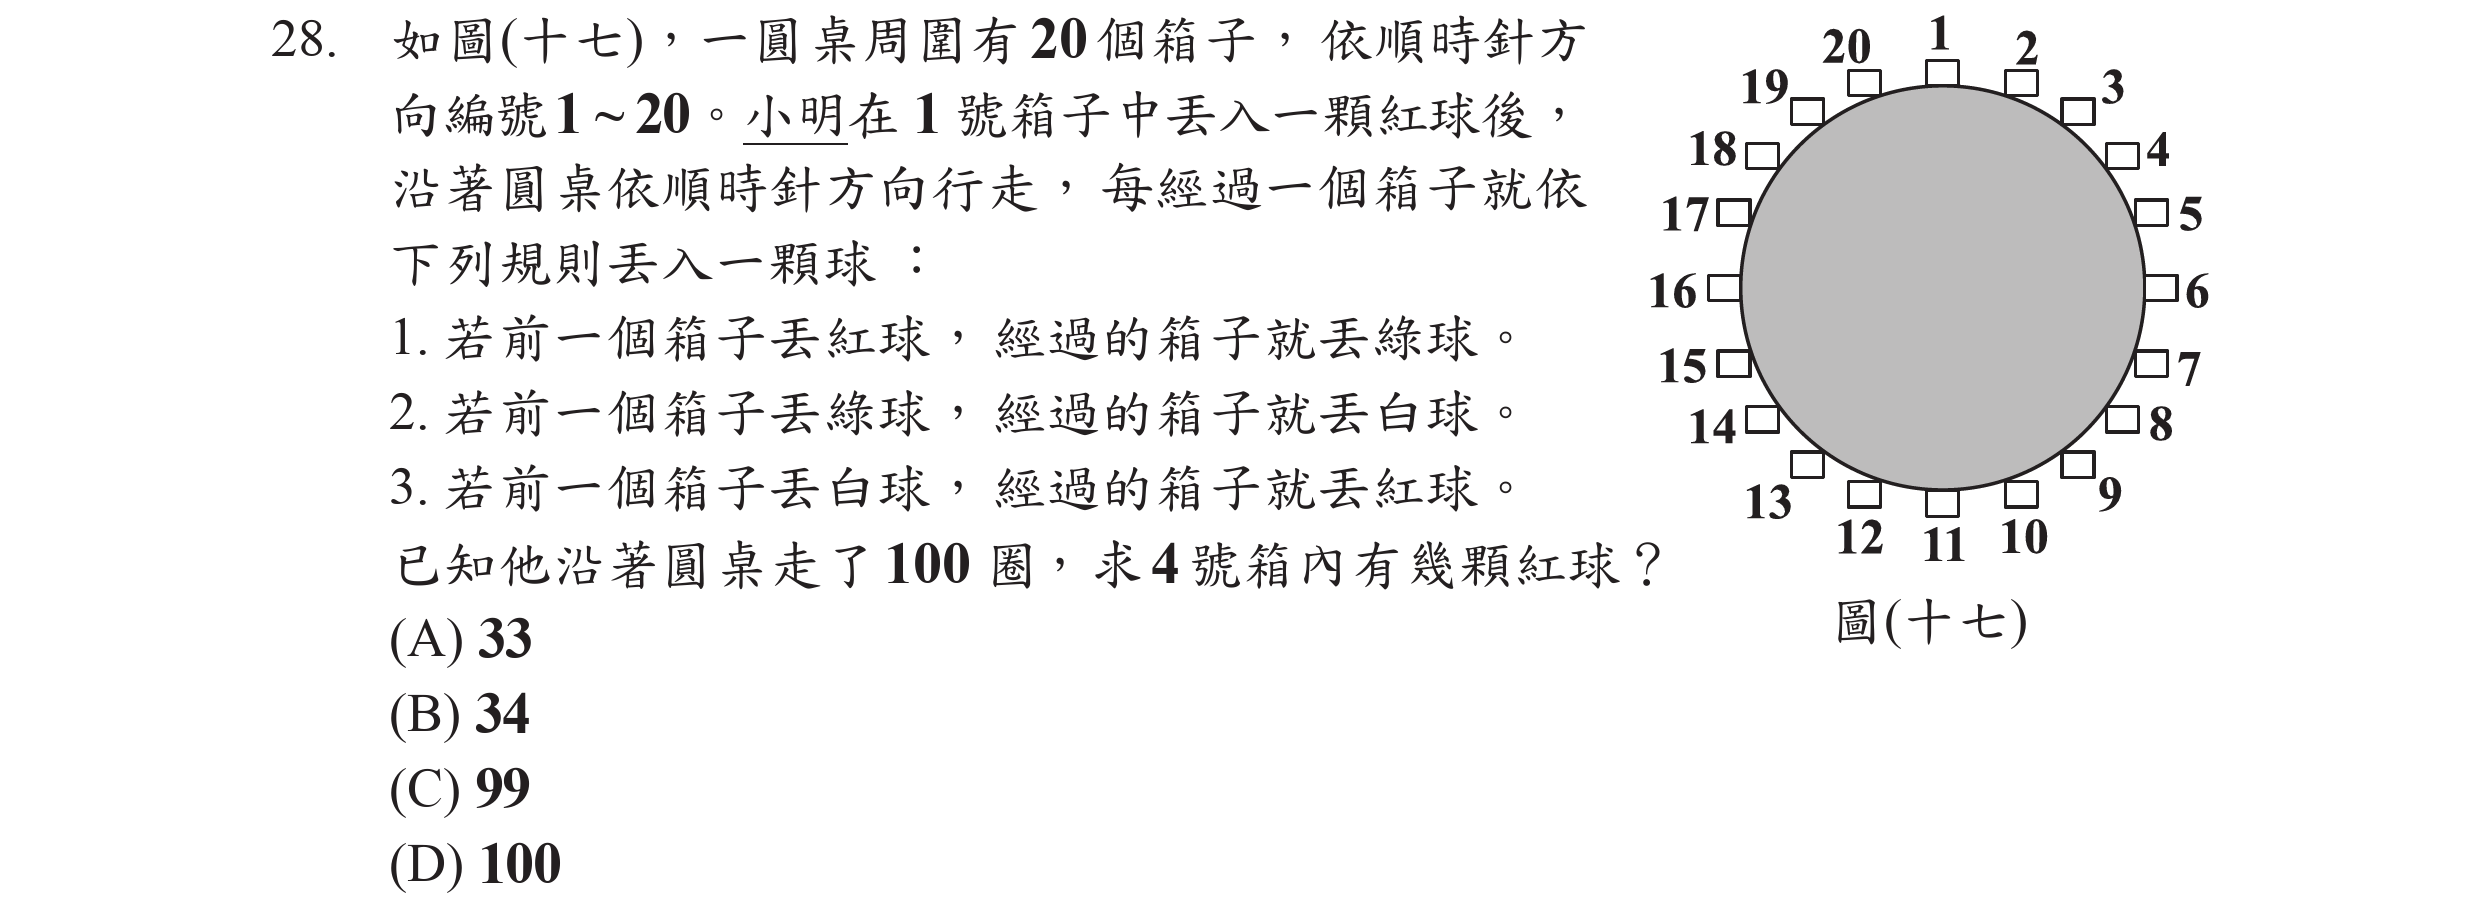 28. 如圖(十七)，一圓桌周圍有20個箱子，依順時針方
向編號1～20。小明在 1 號箱子中丟入一顆紅球後，
沿著圓桌依順時針方向行走，每經過一個箱子就依
下列規則丟入一顆球：
1. 若前一個箱子丟紅球，經過的箱子就丟綠球。
2. 若前一個箱子丟綠球，經過的箱子就丟白球。
3. 若前一個箱子丟白球，經過的箱子就丟紅球。
已知他沿著圓桌走了100 圈，求4 號箱內有幾顆紅球？
(A) 33
(B) 34
(C) 99
(D) 100
1
2
3
4
5
6
7
8
9
10
11
12
13
14
15
16
17
18
19
20
圖(十七)